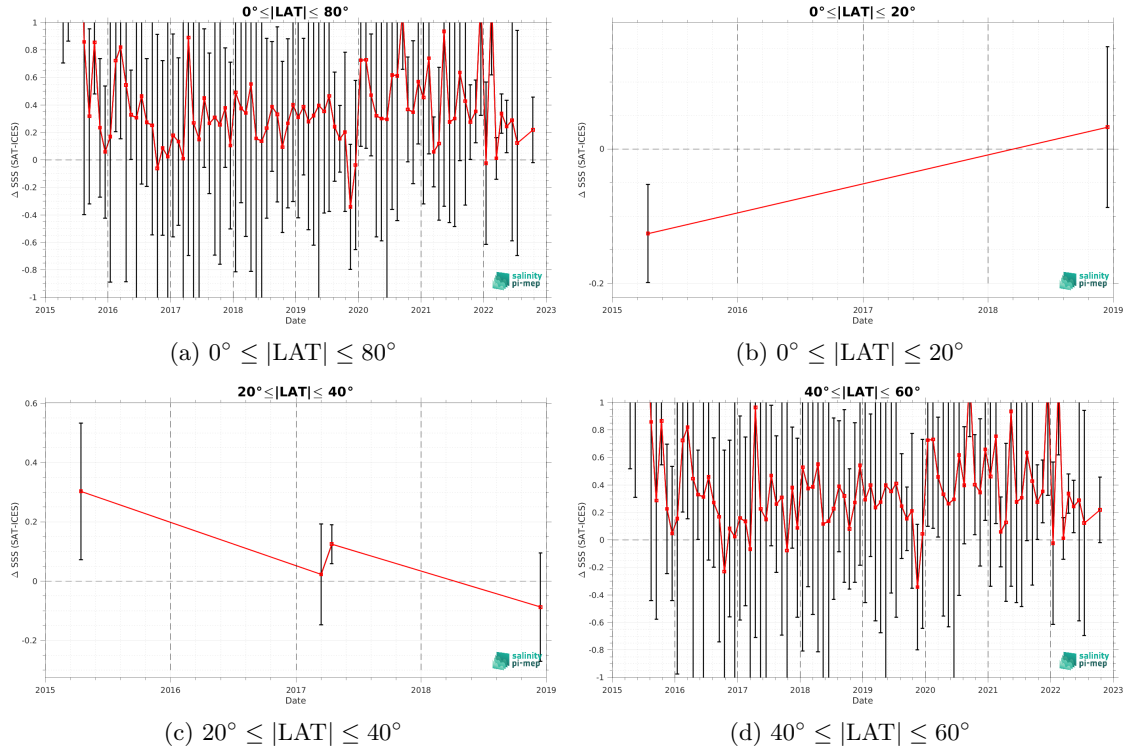 0°≤|LAT|≤ 80°
1
0.8
0.6
0.4
0.2
0
-0.2
-0.4
-0.6
-0.8
-1
Δ SSS (SAT-ICES)
2015 2016 2017 2018 2019 2020 2021 2022 2023
Date
salinity
pi-mep
(a) 0° ≤ |LAT| ≤ 80°
0°≤|LAT|≤ 20°
0
-0.2
Δ SSS (SAT-ICES)
2015 2016 2017 2018 2019
Date
salinity
pi-mep
(b) 0° ≤ |LAT| ≤ 20°
20°≤|LAT|≤ 40°
0.6
0.4
0.2
0
-0.2
Δ SSS (SAT-ICES)
2015 2016 2017 2018 2019
Date
salinity
pi-mep
(c) 20° ≤ |LAT| ≤ 40°
40°≤|LAT|≤ 60°
1
0.8
0.6
0.4
0.2
0
-0.2
-0.4
-0.6
-0.8
-1
Δ SSS (SAT-ICES)
2015 2016 2017 2018 2019 2020 2021 2022 2023
Date
salinity
pi-mep
(d) 40° ≤ |LAT| ≤ 60°